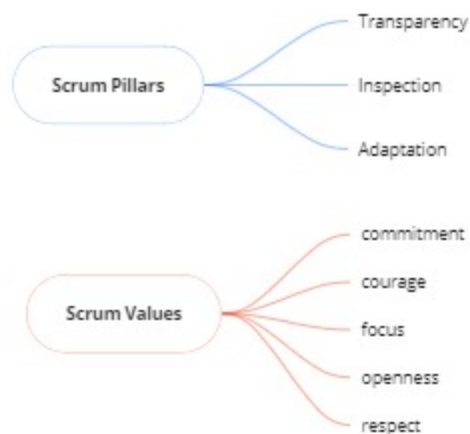 Scrum Pillars
Transparency
Inspection
Adaptation
Scrum Values
commitment
courage
focus
openness
respect